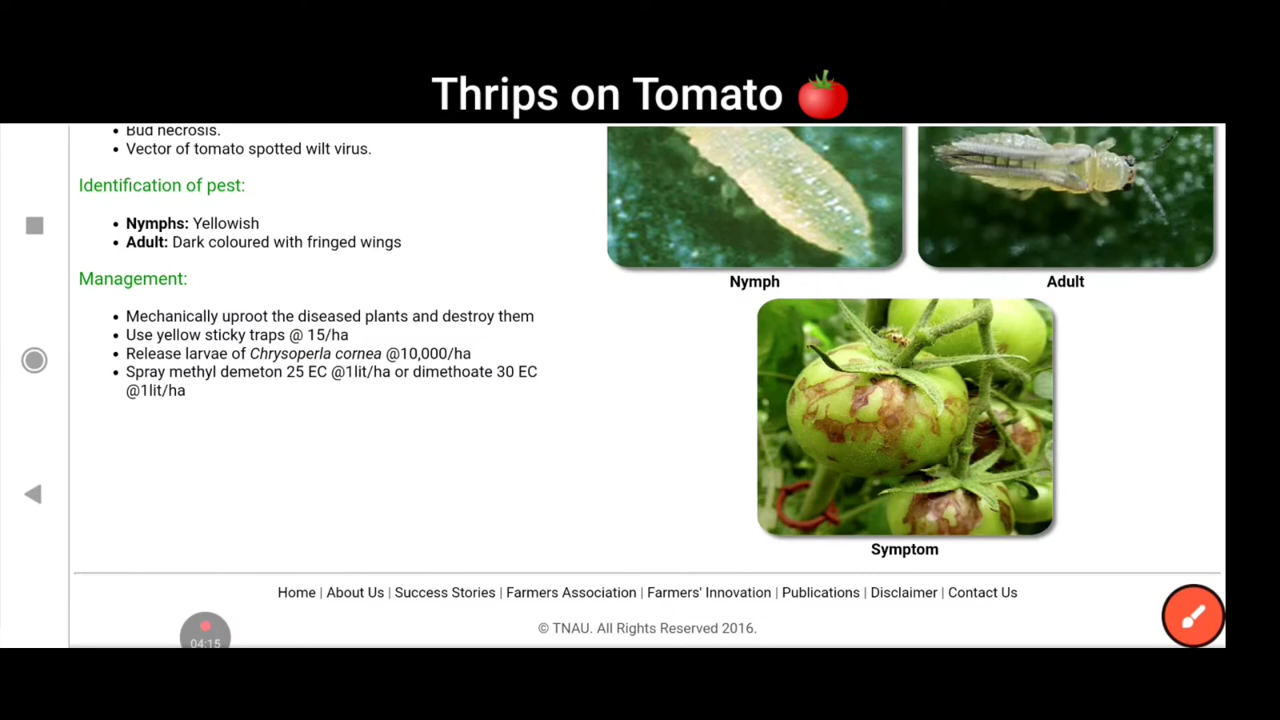 Thrips on Tomato 🍅
• Bud necrosis.
• Vector of tomato spotted wilt virus.
Identification of pest:
• Nymphs: Yellowish
• Adult: Dark coloured with fringed wings
Management:
• Mechanically uproot the diseased plants and destroy them
• Use yellow sticky traps @ 15/ha
• Release larvae of Chrysoperla cornea @10,000/ha
• Spray methyl demeton 25 EC @1lit/ha or dimethoate 30 EC
@1lit/ha
Nymph
Adult
Symptom
Home | About Us | Success Stories | Farmers Association | Farmers' Innovation | Publications | Disclaimer | Contact Us
© TNAU. All Rights Reserved 2016.
04:15